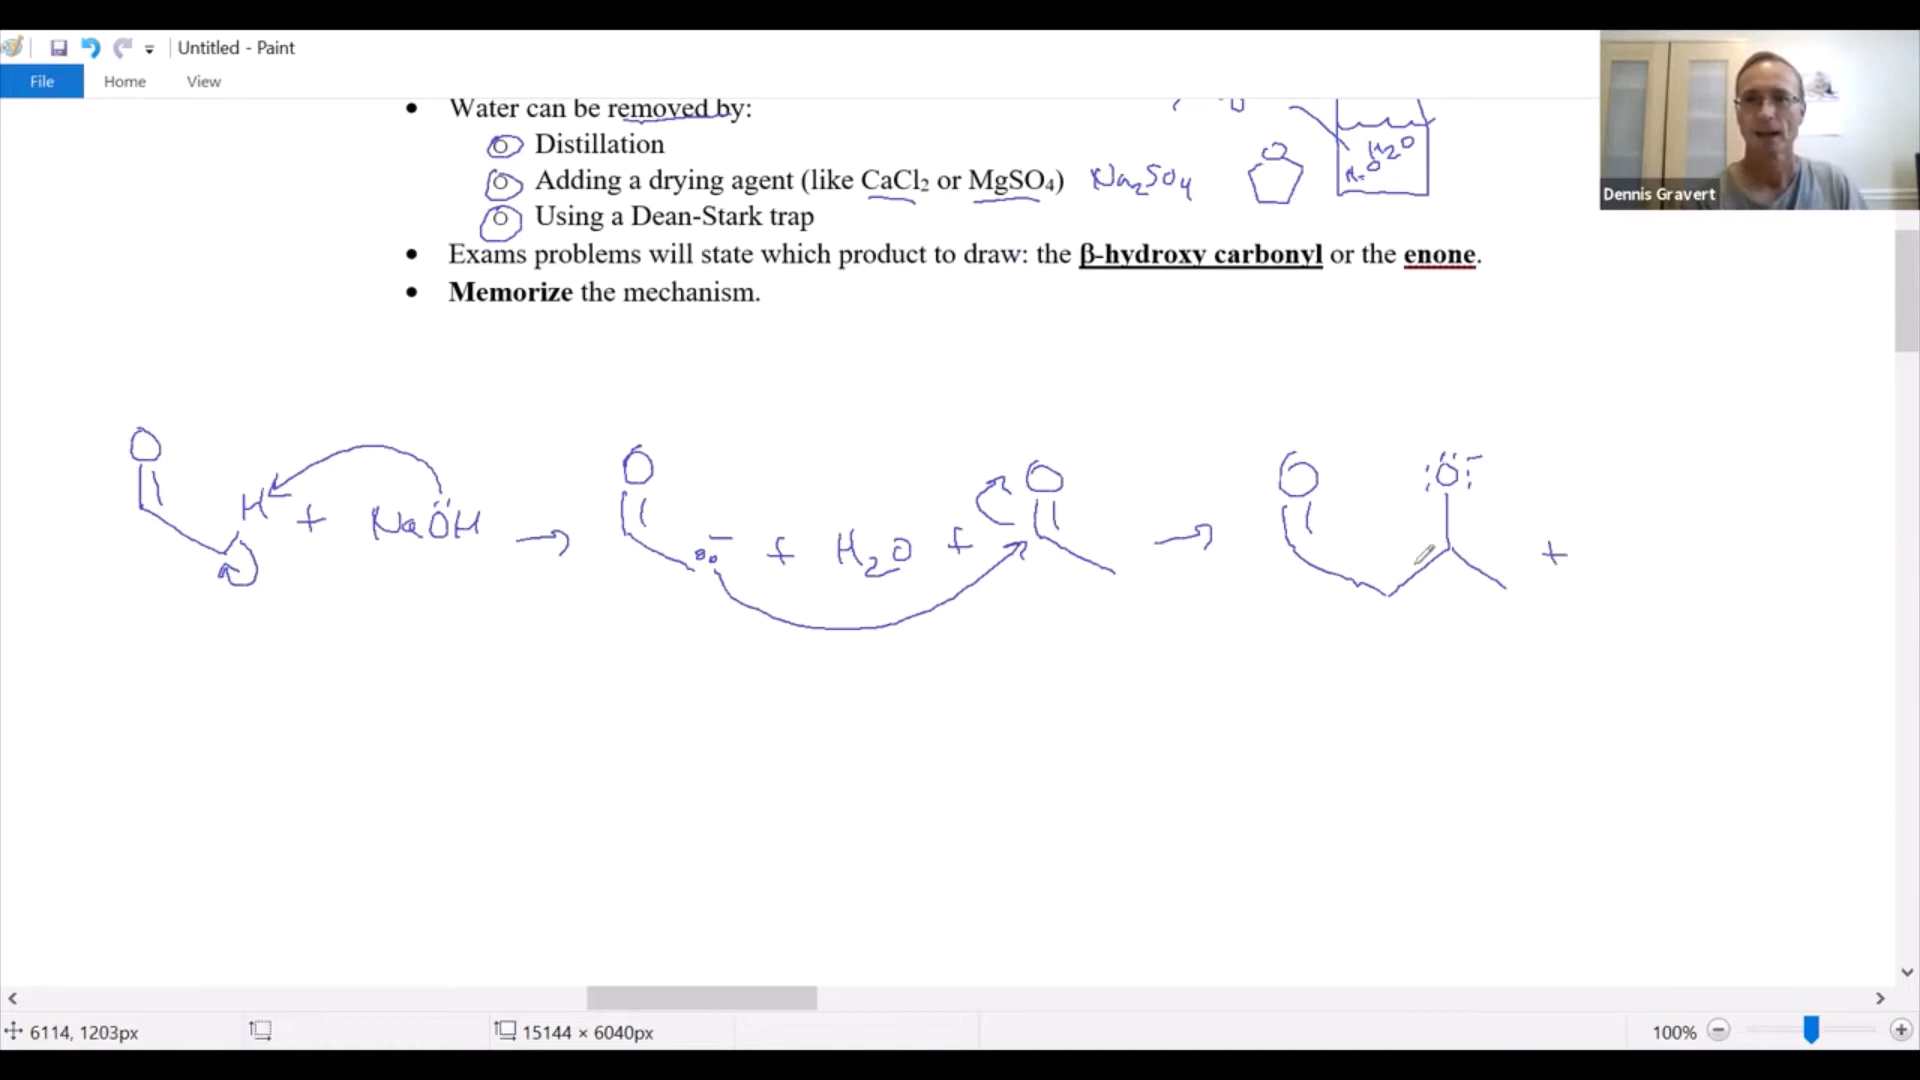 Untitled - Paint
File Home View
Dennis Gravert
• Water can be removed by:
Distillation
Adding a drying agent (like CaCl₂ or MgSO₄) Na₂SO₄
H₂O
Using a Dean-Stark trap
• Exams problems will state which product to draw: the β-hydroxy carbonyl or the enone.
• Memorize the mechanism.
O H + NaÖH → O :⁻ + H₂O + O → O :Ö:⁻ +
6114, 1203px 15144 × 6040px 100%